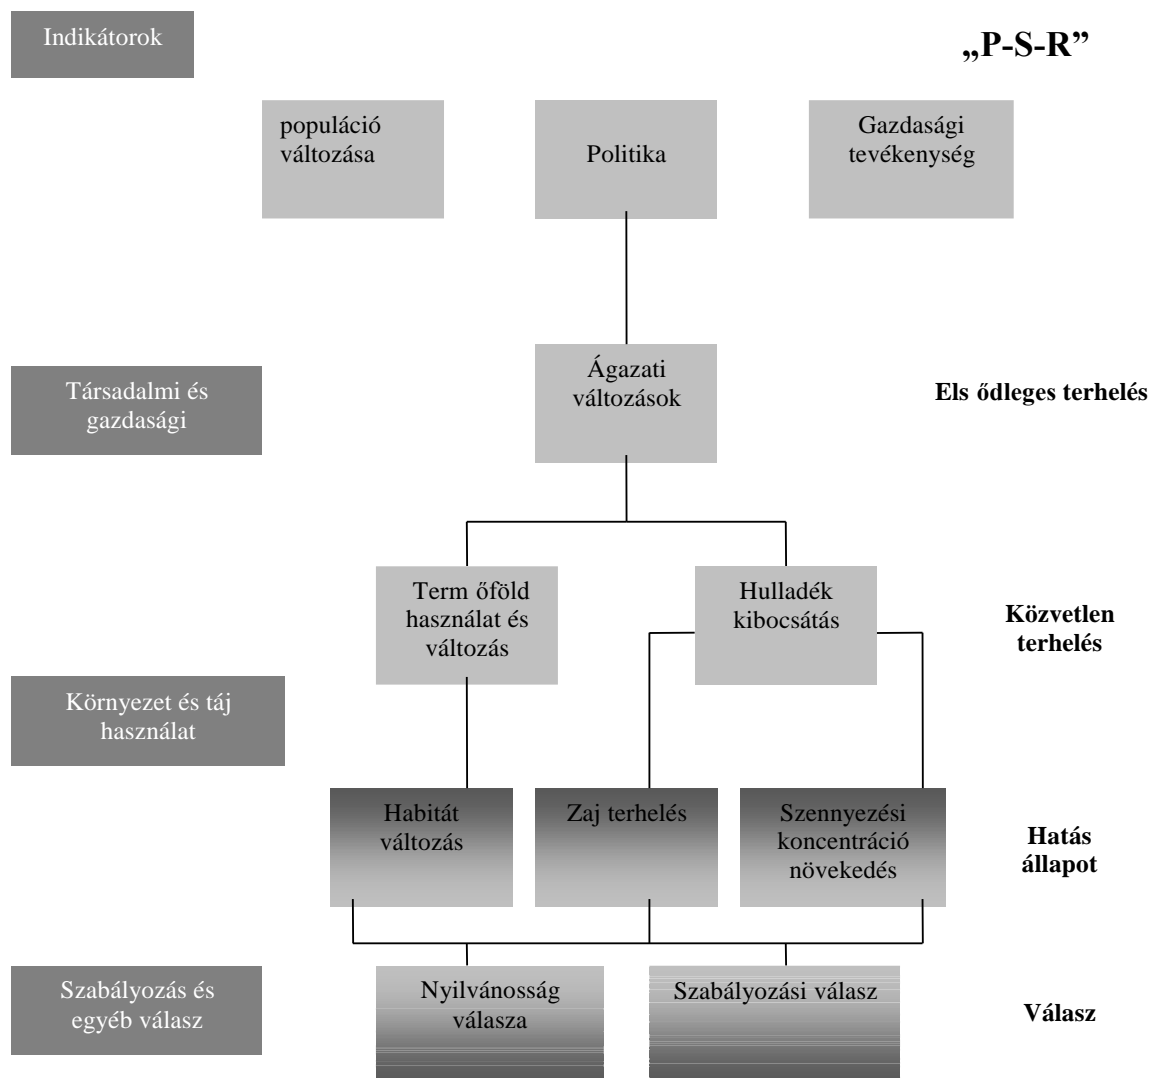 Indikátorok
„P-S-R”
populáció
változása
Politika
Gazdasági
tevékenység
Társadalmi és
gazdasági
Ágazati
változások
Els ődleges terhelés
Term őföld
használat és
változás
Hulladék
kibocsátás
Közvetlen
terhelés
Környezet és táj
használat
Habitát
változás
Zaj terhelés
Szennyezési
koncentráció
növekedés
Hatás
állapot
Szabályozás és
egyéb válasz
Nyilvánosság
válasza
Szabályozási válasz
Válasz